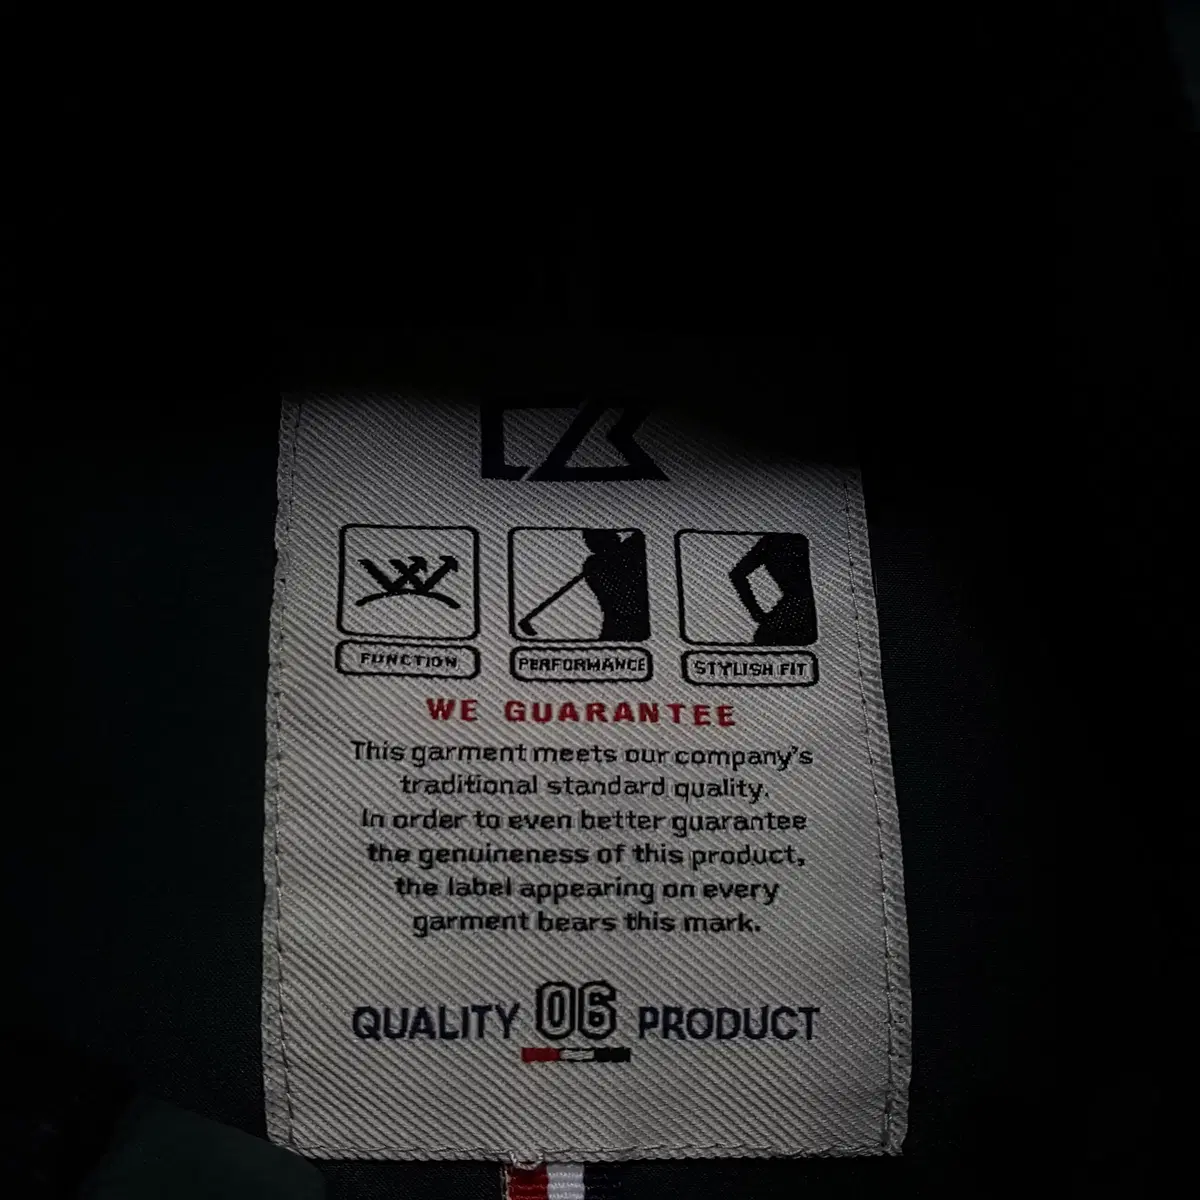 FUNCTION PERFORMANCE STYLISH FIT
WE GUARANTEE
This garment meets our company's
traditional standard quality.
In order to even better guarantee
the genuineness of this product,
the label appearing on every
garment bears this mark.
QUALITY 06 PRODUCT